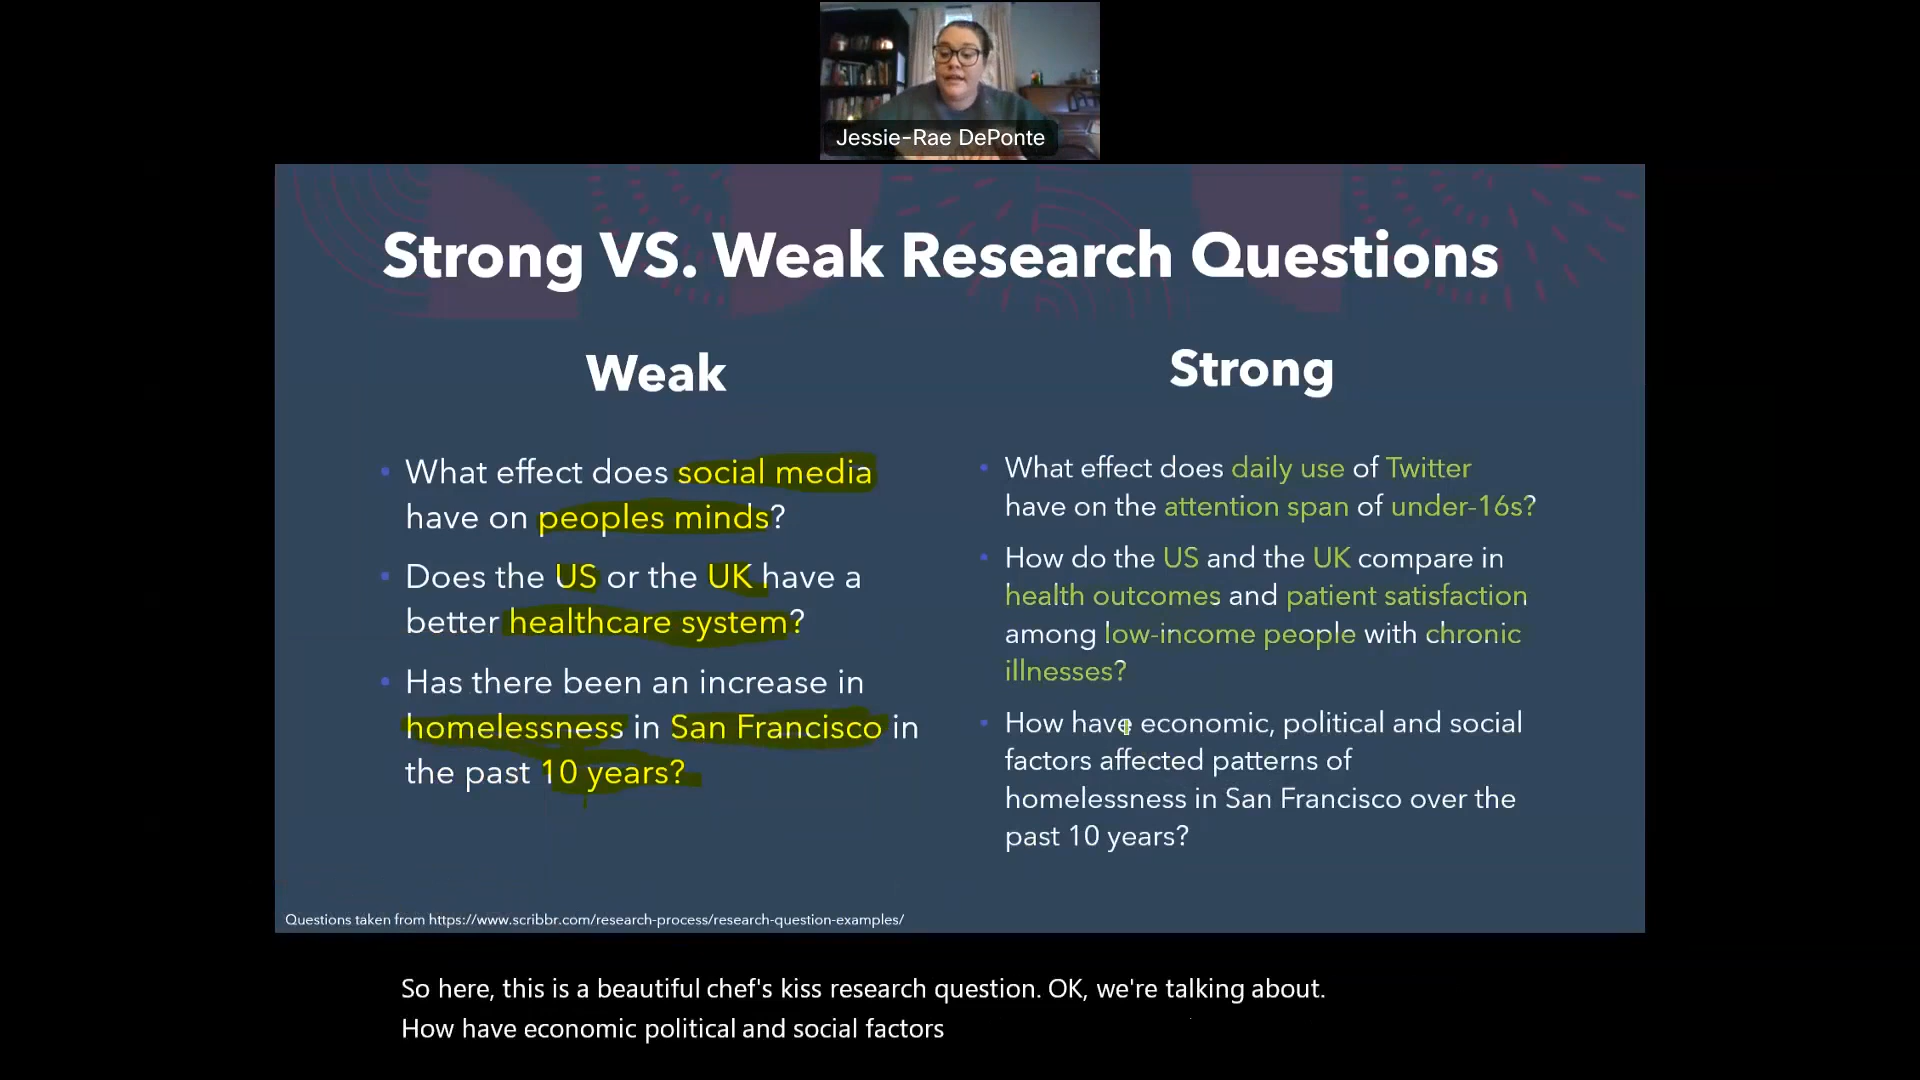 Jessie-Rae DePonte
Strong VS. Weak Research Questions
Weak
What effect does social media
have on peoples minds?
Does the US or the UK have a
better healthcare system?
Has there been an increase in
homelessness in San Francisco in
the past 10 years?
Strong
What effect does daily use of Twitter
have on the attention span of under-16s?
How do the US and the UK compare in
health outcomes and patient satisfaction
among low-income people with chronic
illnesses?
How have economic, political and social
factors affected patterns of
homelessness in San Francisco over the
past 10 years?
Questions taken from https://www.scribbr.com/research-process/research-question-examples/
So here, this is a beautiful chef's kiss research question. OK, we're talking about.
How have economic political and social factors